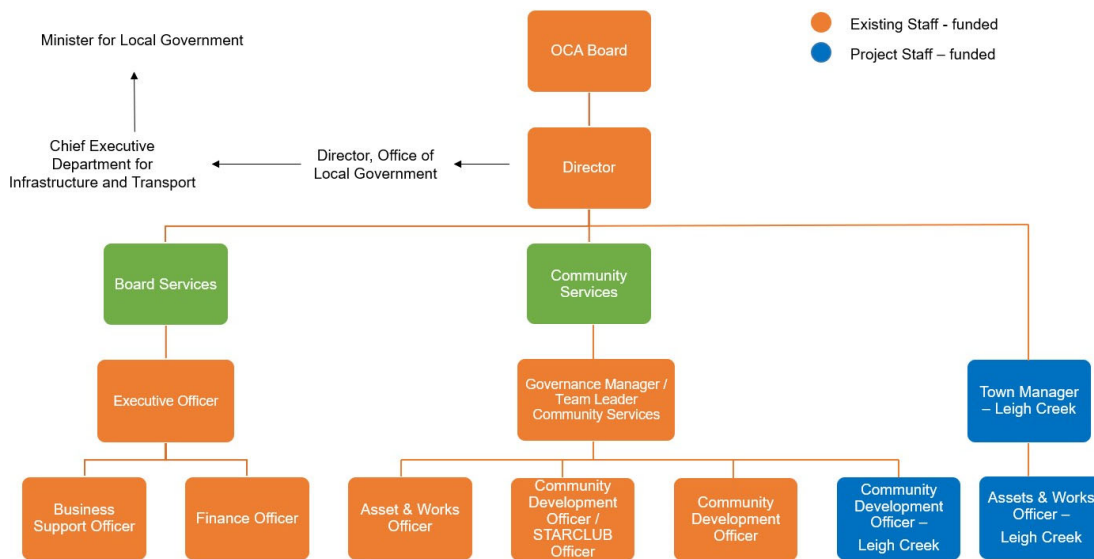 Existing Staff - funded
Project Staff – funded
OCA Board
Minister for Local Government
Chief Executive
Department for
Infrastructure and Transport
Director, Office of
Local Government
Director
Board Services
Community
Services
Executive Officer
Governance Manager /
Team Leader
Community Services
Town Manager
– Leigh Creek
Business
Support Officer
Finance Officer
Asset & Works
Officer
Community
Development
Officer /
STARCLUB
Officer
Community
Development
Officer
Community
Development
Officer –
Leigh Creek
Assets & Works
Officer –
Leigh Creek